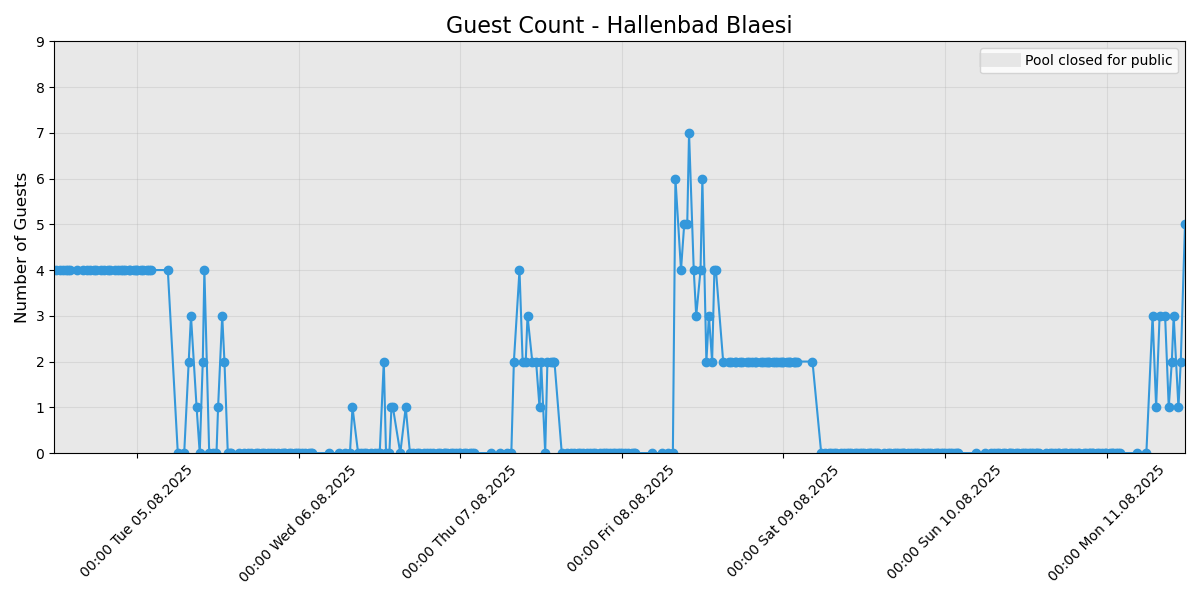 Guest Count - Hallenbad Blaesi
Pool closed for public
Number of Guests
9
8
7
6
5
4
3
2
1
0
00:00 Tue 05.08.2025
00:00 Wed 06.08.2025
00:00 Thu 07.08.2025
00:00 Fri 08.08.2025
00:00 Sat 09.08.2025
00:00 Sun 10.08.2025
00:00 Mon 11.08.2025